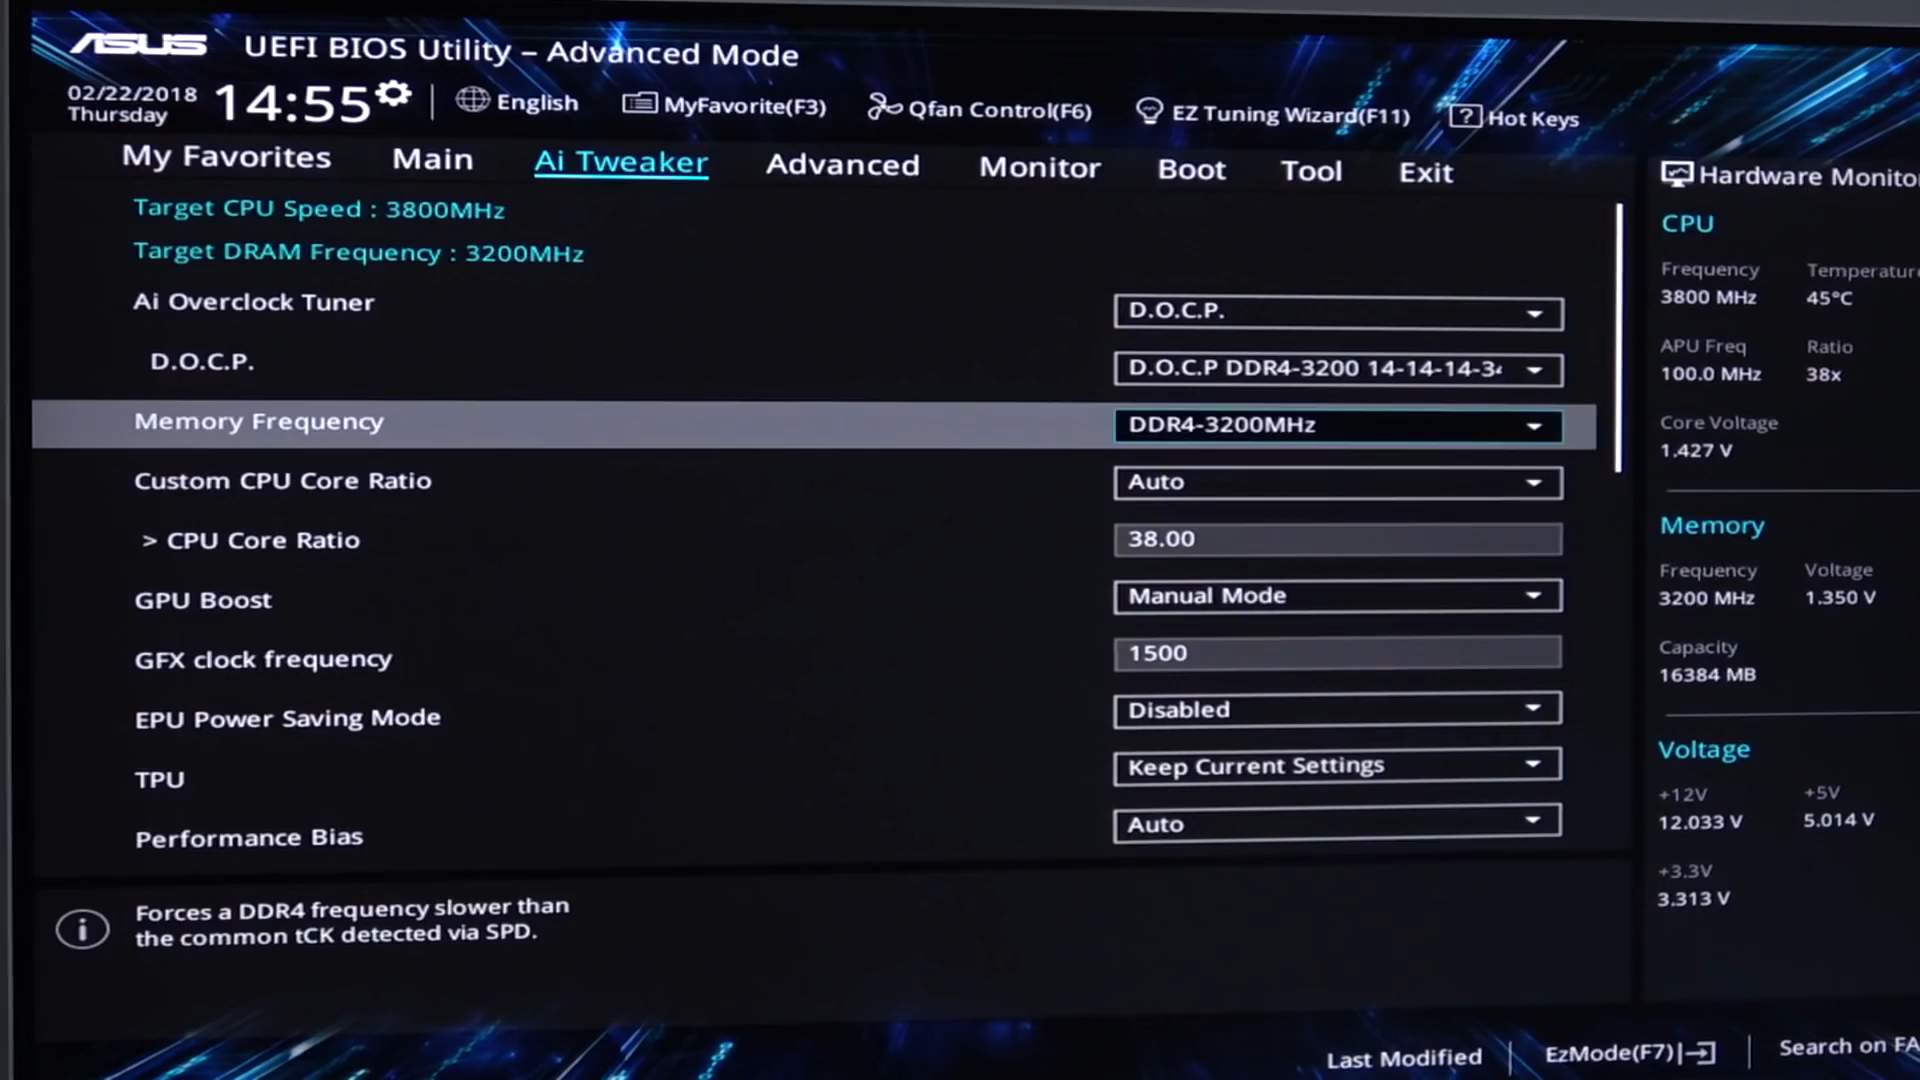 ASUS UEFI BIOS Utility – Advanced Mode
02/22/2018
Thursday
14:55
English
MyFavorite(F3)
Qfan Control(F6)
EZ Tuning Wizard(F11)
? Hot Keys
My Favorites Main Ai Tweaker Advanced Monitor Boot Tool Exit
Target CPU Speed : 3800MHz
Target DRAM Frequency : 3200MHz
Ai Overclock Tuner D.O.C.P.
D.O.C.P. D.O.C.P DDR4-3200 14-14-14-34
Memory Frequency DDR4-3200MHz
Custom CPU Core Ratio Auto
> CPU Core Ratio 38.00
GPU Boost Manual Mode
GFX clock frequency 1500
EPU Power Saving Mode Disabled
TPU Keep Current Settings
Performance Bias Auto
i
Forces a DDR4 frequency slower than
the common tCK detected via SPD.
Hardware Monitor
CPU
Frequency Temperature
3800 MHz 45°C
APU Freq Ratio
100.0 MHz 38x
Core Voltage
1.427 V
Memory
Frequency Voltage
3200 MHz 1.350 V
Capacity
16384 MB
Voltage
+12V +5V
12.033 V 5.014 V
+3.3V
3.313 V
Last Modified
EzMode(F7)
Search on FA